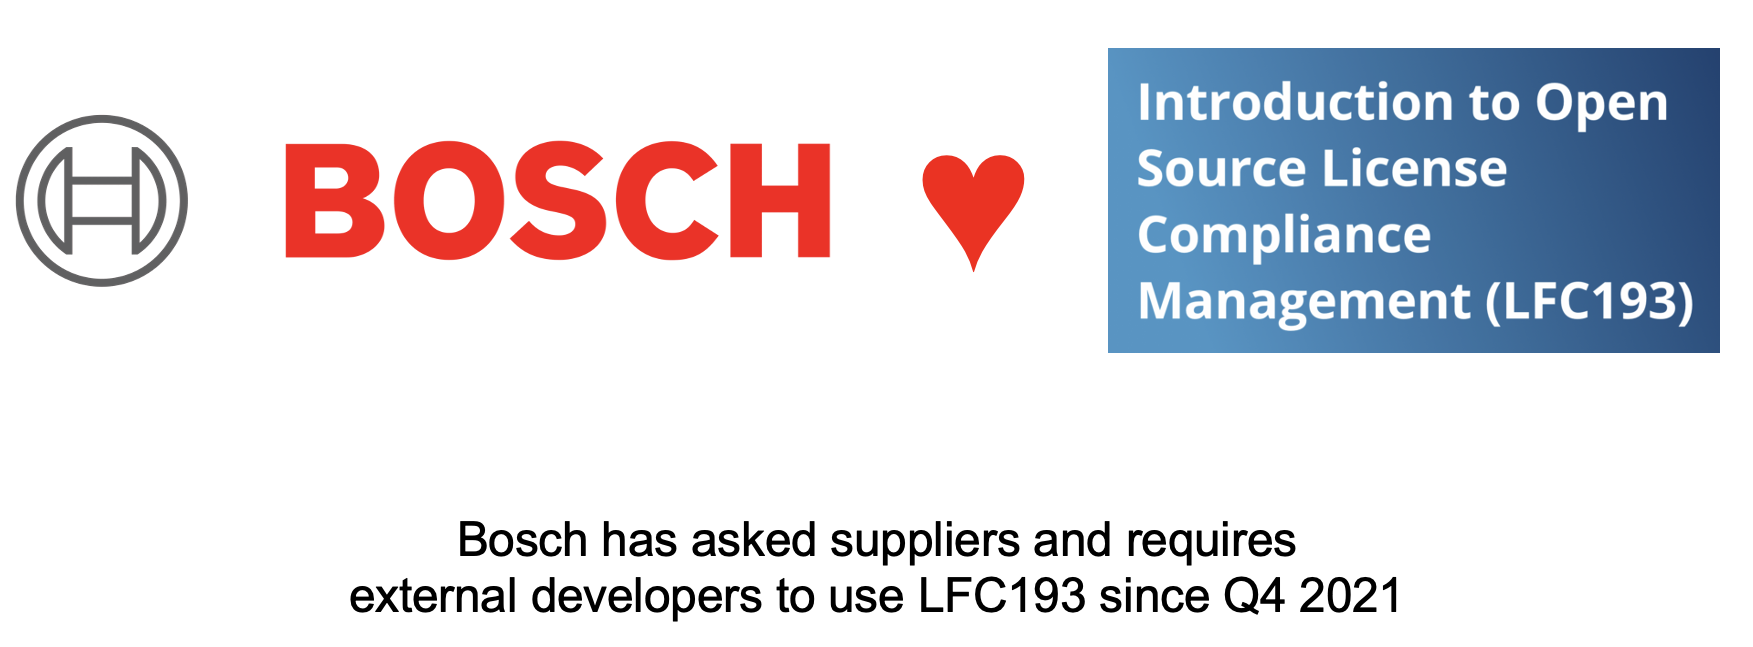 BOSCH ♥
Introduction to Open
Source License
Compliance
Management (LFC193)
Bosch has asked suppliers and requires
external developers to use LFC193 since Q4 2021